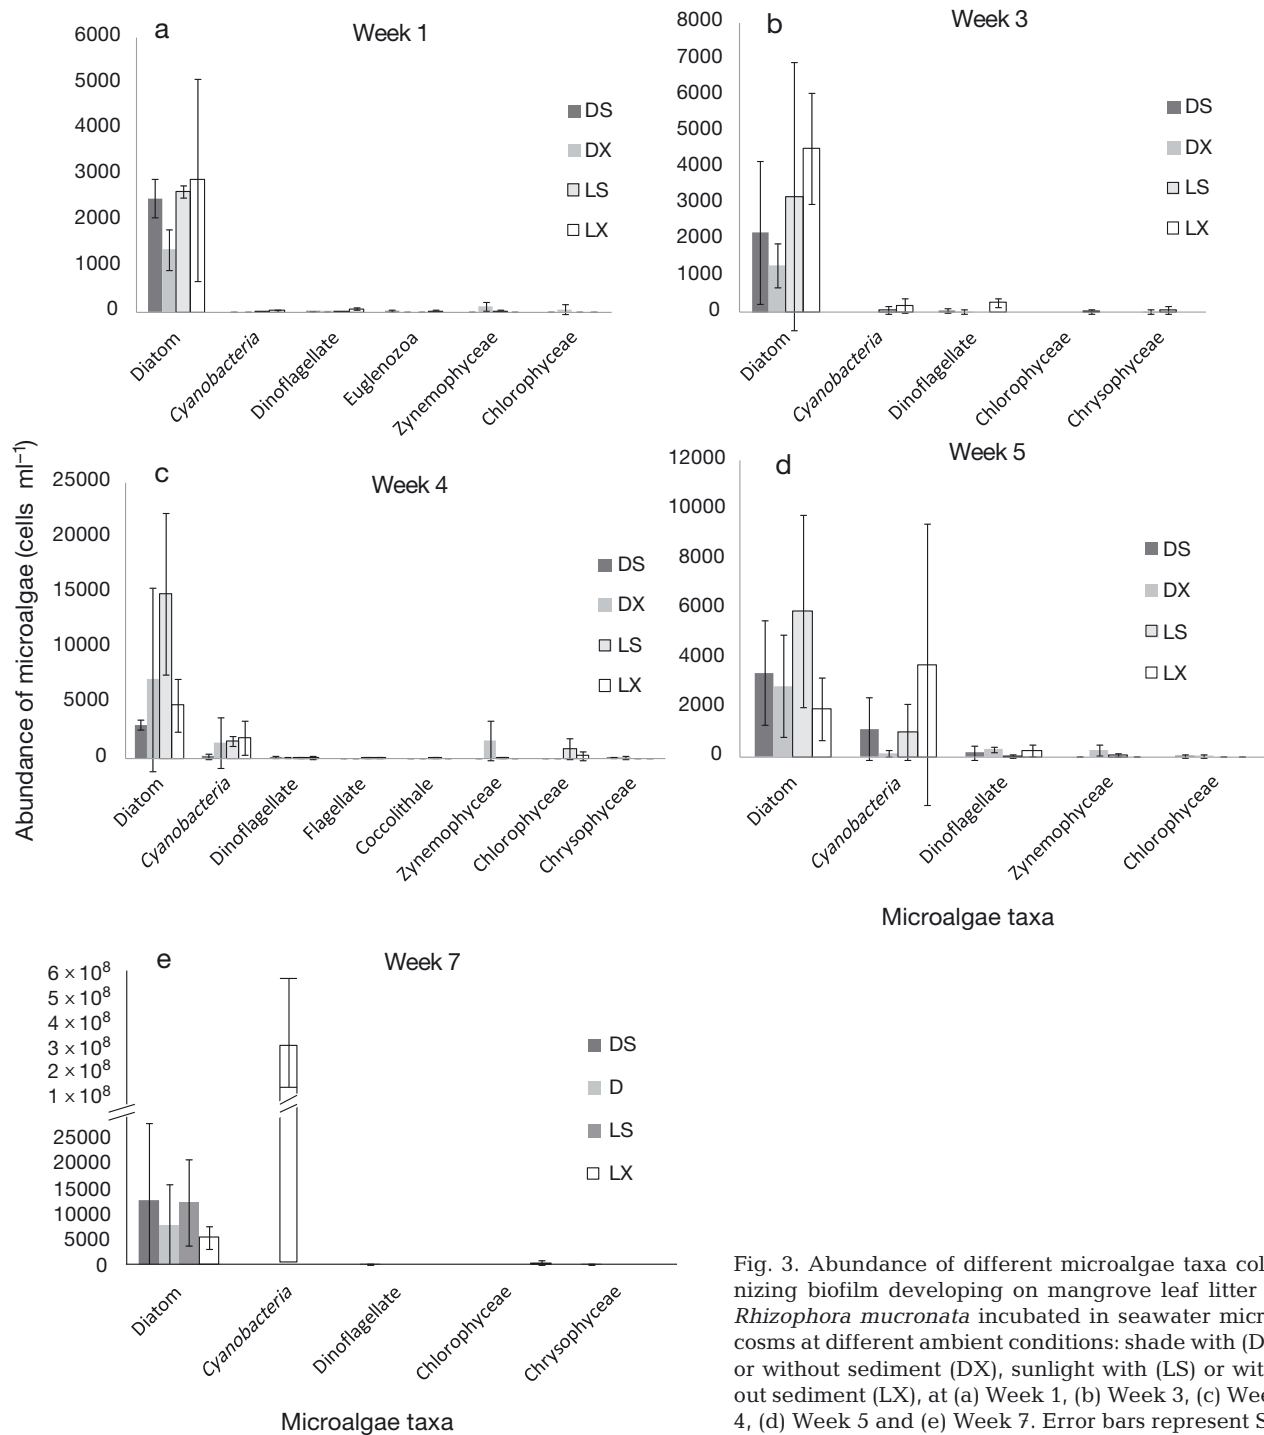 a
Week 1
6000
5000
4000
3000
2000
1000
0
DS
DX
LS
LX
Diatom
Cyanobacteria
Dinoflagellate
Euglenozoa
Zynemophyceae
Chlorophyceae
b
Week 3
8000
7000
6000
5000
4000
3000
2000
1000
0
DS
DX
LS
LX
Diatom
Cyanobacteria
Dinoflagellate
Chlorophyceae
Chrysophyceae
Abundance of microalgae (cells ml⁻¹)
c
Week 4
25000
20000
15000
10000
5000
0
DS
DX
LS
LX
Diatom
Cyanobacteria
Dinoflagellate
Flagellate
Coccolithale
Zynemophyceae
Chlorophyceae
Chrysophyceae
d
Week 5
12000
10000
8000
6000
4000
2000
0
DS
DX
LS
LX
Diatom
Cyanobacteria
Dinoflagellate
Zynemophyceae
Chlorophyceae
Microalgae taxa
e
Week 7
6 × 10⁸
5 × 10⁸
4 × 10⁸
3 × 10⁸
2 × 10⁸
1 × 10⁸
25000
20000
15000
10000
5000
0
DS
D
LS
LX
Diatom
Cyanobacteria
Dinoflagellate
Chlorophyceae
Chrysophyceae
Microalgae taxa
Fig. 3. Abundance of different microalgae taxa col
nizing biofilm developing on mangrove leaf litter
Rhizophora mucronata incubated in seawater micr
cosms at different ambient conditions: shade with (D
or without sediment (DX), sunlight with (LS) or wit
out sediment (LX), at (a) Week 1, (b) Week 3, (c) Wee
4, (d) Week 5 and (e) Week 7. Error bars represent S